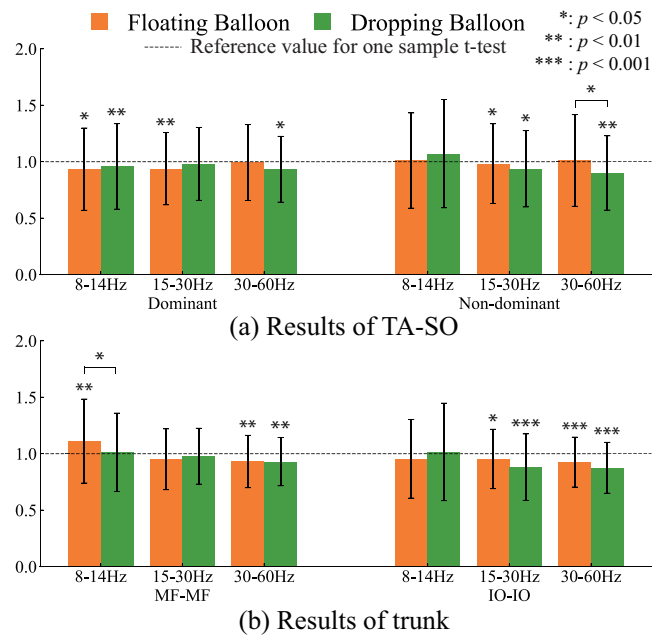 Floating Balloon Dropping Balloon
Reference value for one sample t-test
*: p < 0.05
** : p < 0.01
*** : p < 0.001
2.0
1.5
1.0
0.5
0.0
* ** ** * * * * **
8-14Hz 15-30Hz 30-60Hz 8-14Hz 15-30Hz 30-60Hz
Dominant Non-dominant
(a) Results of TA-SO
2.0
1.5
1.0
0.5
0.0
** * ** ** * *** *** ***
8-14Hz 15-30Hz 30-60Hz 8-14Hz 15-30Hz 30-60Hz
MF-MF IO-IO
(b) Results of trunk